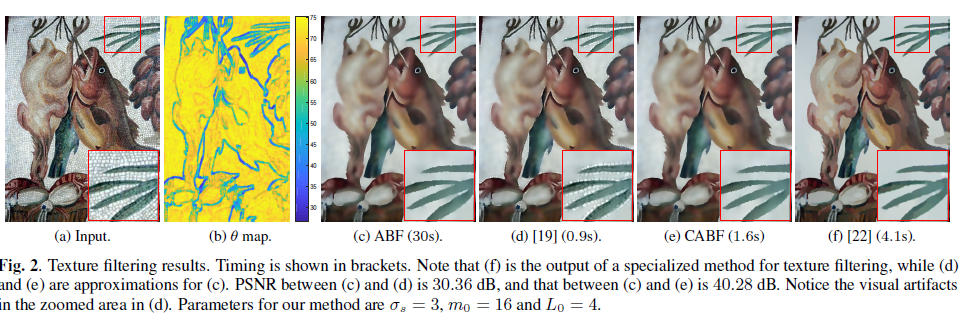 75
70
65
60
55
50
45
40
35
30
(a) Input.
(b) θ map.
(c) ABF (30s).
(d) [19] (0.9s).
(e) CABF (1.6s)
(f) [22] (4.1s).
Fig. 2. Texture filtering results. Timing is shown in brackets. Note that (f) is the output of a specialized method for texture filtering, while (d)
and (e) are approximations for (c). PSNR between (c) and (d) is 30.36 dB, and that between (c) and (e) is 40.28 dB. Notice the visual artifacts
in the zoomed area in (d). Parameters for our method are σₛ = 3, m₀ = 16 and L₀ = 4.